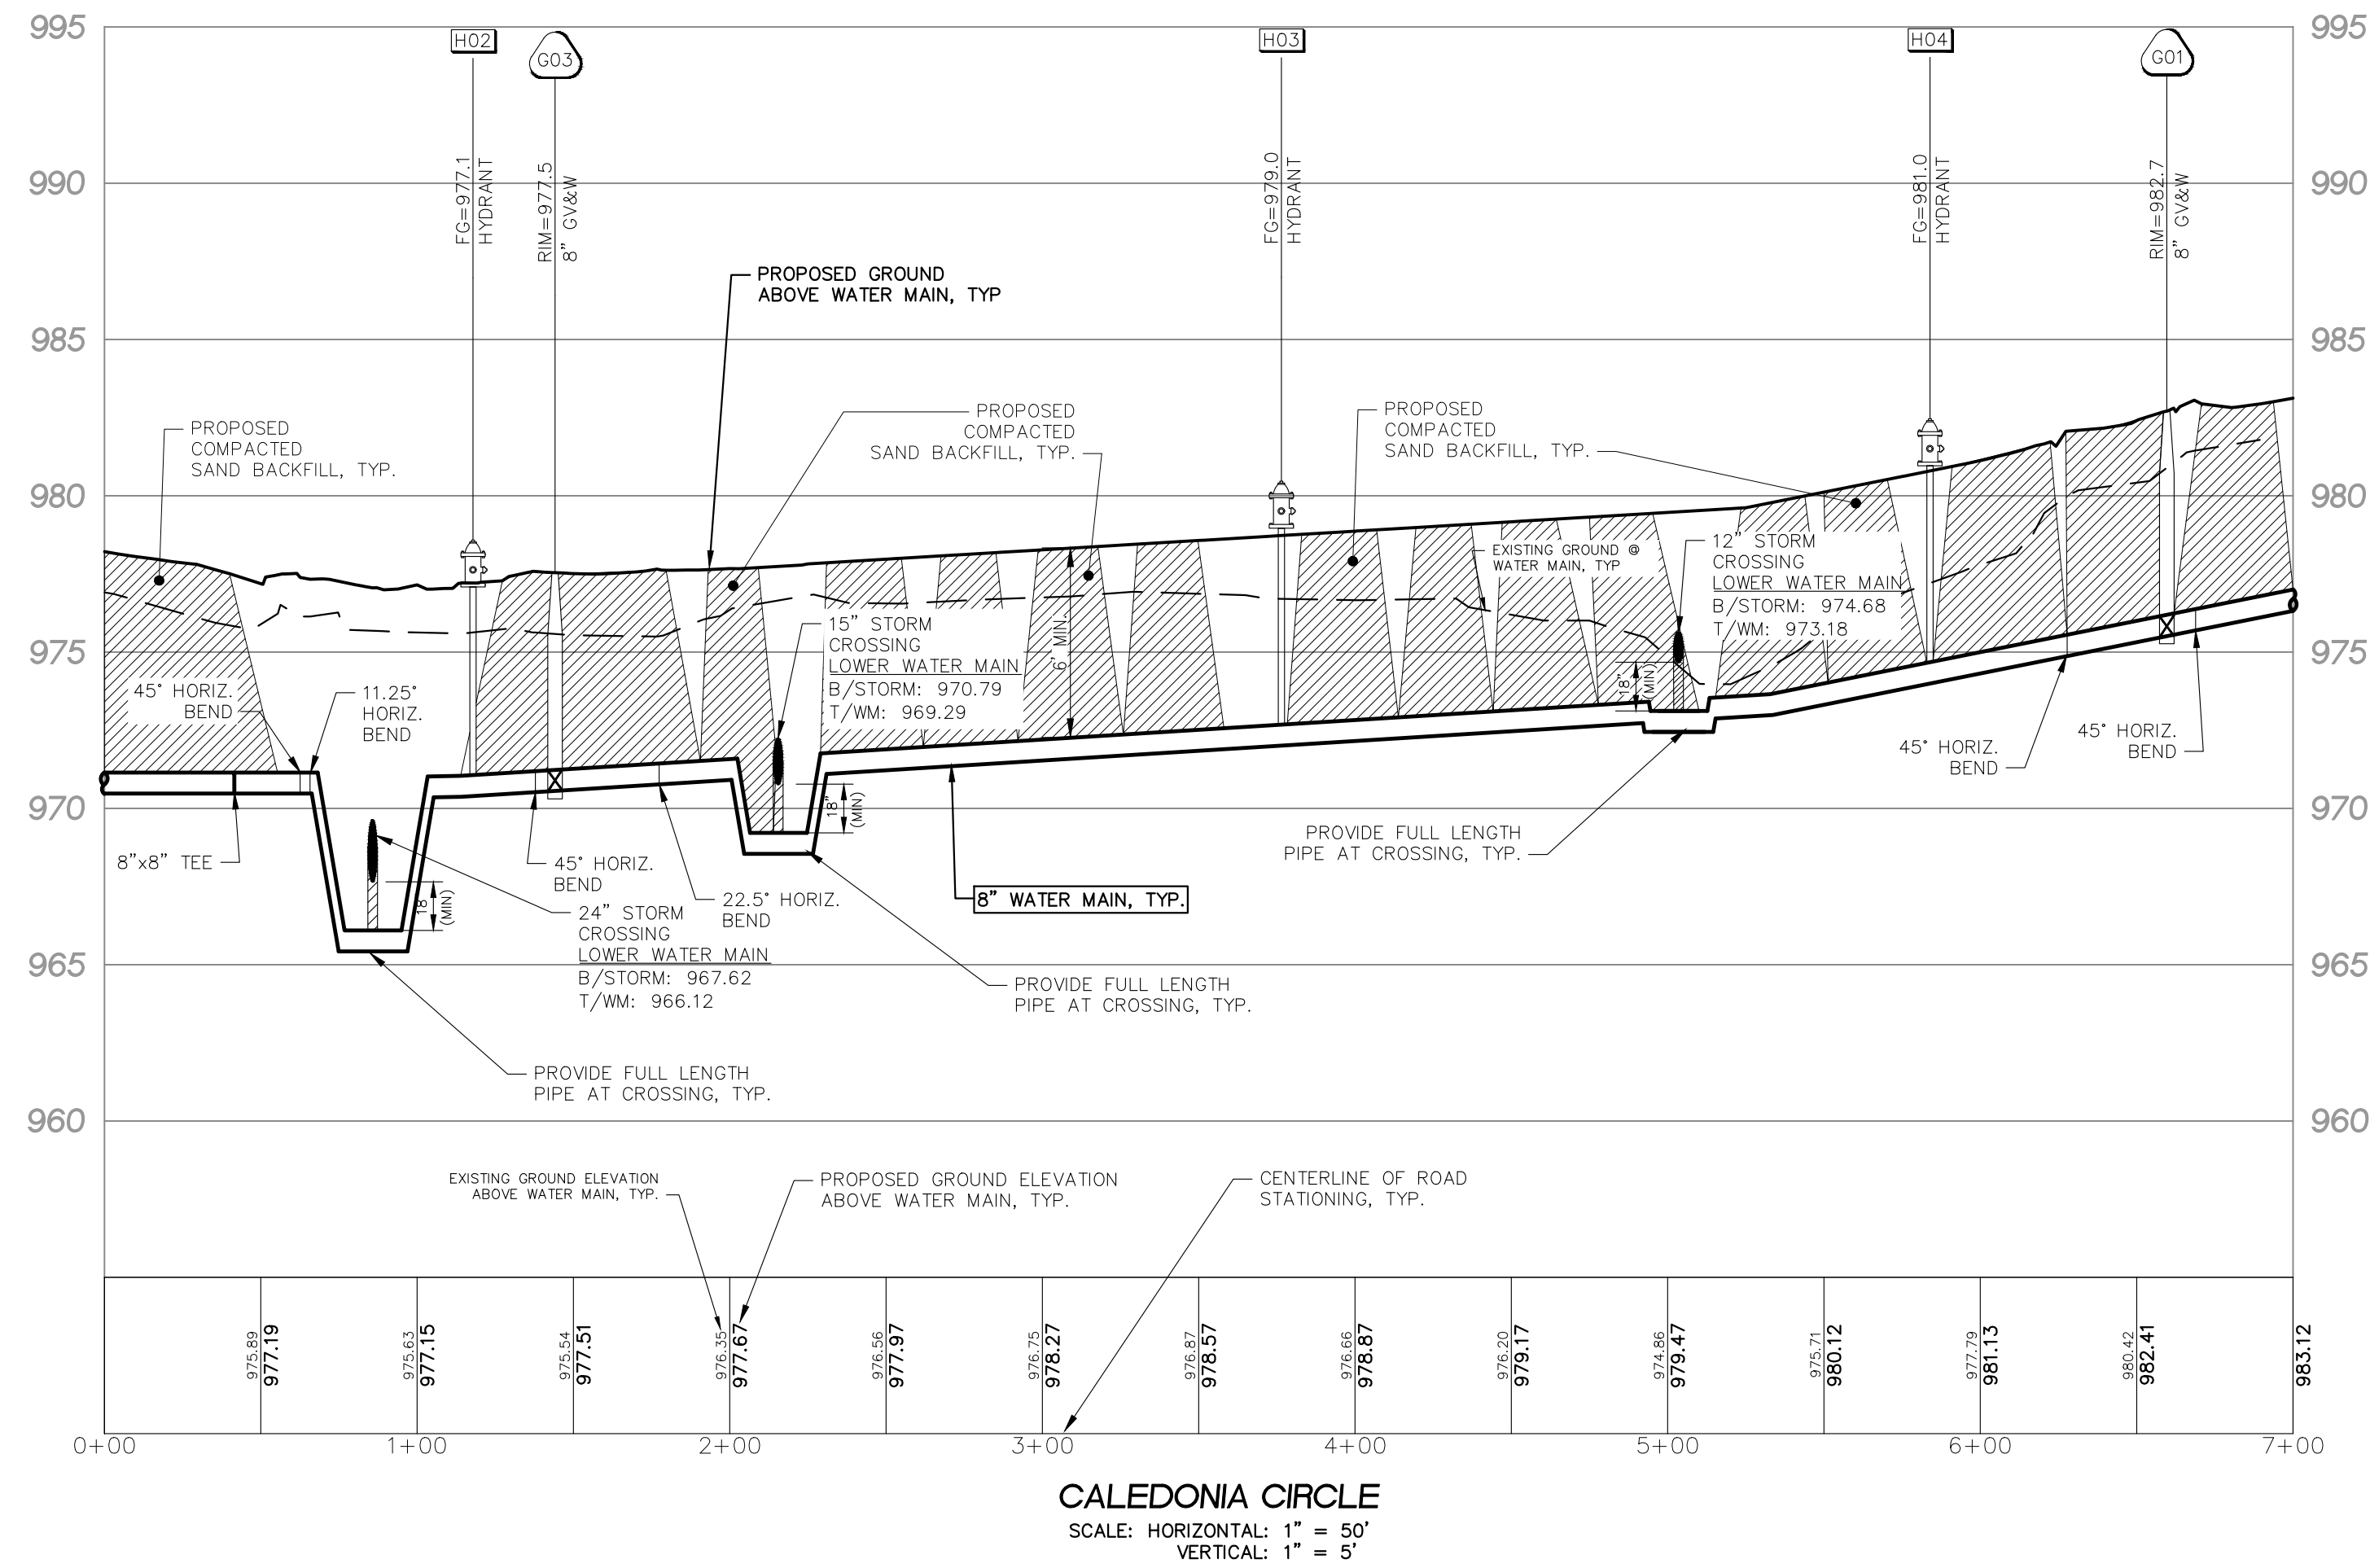 995
995
H02
G03
H03
H04
G01
990
990
FG=977.1
HYDRANT
RIM=977.5
8" GV&W
FG=979.0
HYDRANT
FG=981.0
HYDRANT
RIM=982.7
8" GV&W
PROPOSED GROUND
ABOVE WATER MAIN, TYP
985
985
PROPOSED
COMPACTED
SAND BACKFILL, TYP.
PROPOSED
COMPACTED
SAND BACKFILL, TYP.
PROPOSED
COMPACTED
SAND BACKFILL, TYP.
980
980
EXISTING GROUND @
WATER MAIN, TYP
12" STORM
CROSSING
LOWER WATER MAIN
B/STORM: 974.68
T/WM: 973.18
15" STORM
CROSSING
LOWER WATER MAIN
B/STORM: 970.79
T/WM: 969.29
6' MIN.
975
975
45° HORIZ.
BEND
11.25°
HORIZ.
BEND
18"
(MIN)
45° HORIZ.
BEND
45° HORIZ.
BEND
970
970
18"
(MIN)
PROVIDE FULL LENGTH
PIPE AT CROSSING, TYP.
8"x8" TEE
45° HORIZ.
BEND
22.5° HORIZ.
BEND
8" WATER MAIN, TYP.
18"
(MIN)
24" STORM
CROSSING
LOWER WATER MAIN
B/STORM: 967.62
T/WM: 966.12
965
965
PROVIDE FULL LENGTH
PIPE AT CROSSING, TYP.
PROVIDE FULL LENGTH
PIPE AT CROSSING, TYP.
960
960
EXISTING GROUND ELEVATION
ABOVE WATER MAIN, TYP.
PROPOSED GROUND ELEVATION
ABOVE WATER MAIN, TYP.
CENTERLINE OF ROAD
STATIONING, TYP.
975.89
977.19
975.63
977.15
975.54
977.51
976.35
977.67
976.56
977.97
976.75
978.27
976.87
978.57
976.66
978.87
976.20
979.17
974.86
979.47
975.71
980.12
977.79
981.13
980.42
982.41
983.12
0+00
1+00
2+00
3+00
4+00
5+00
6+00
7+00
CALEDONIA CIRCLE
SCALE: HORIZONTAL: 1" = 50'
VERTICAL: 1" = 5'